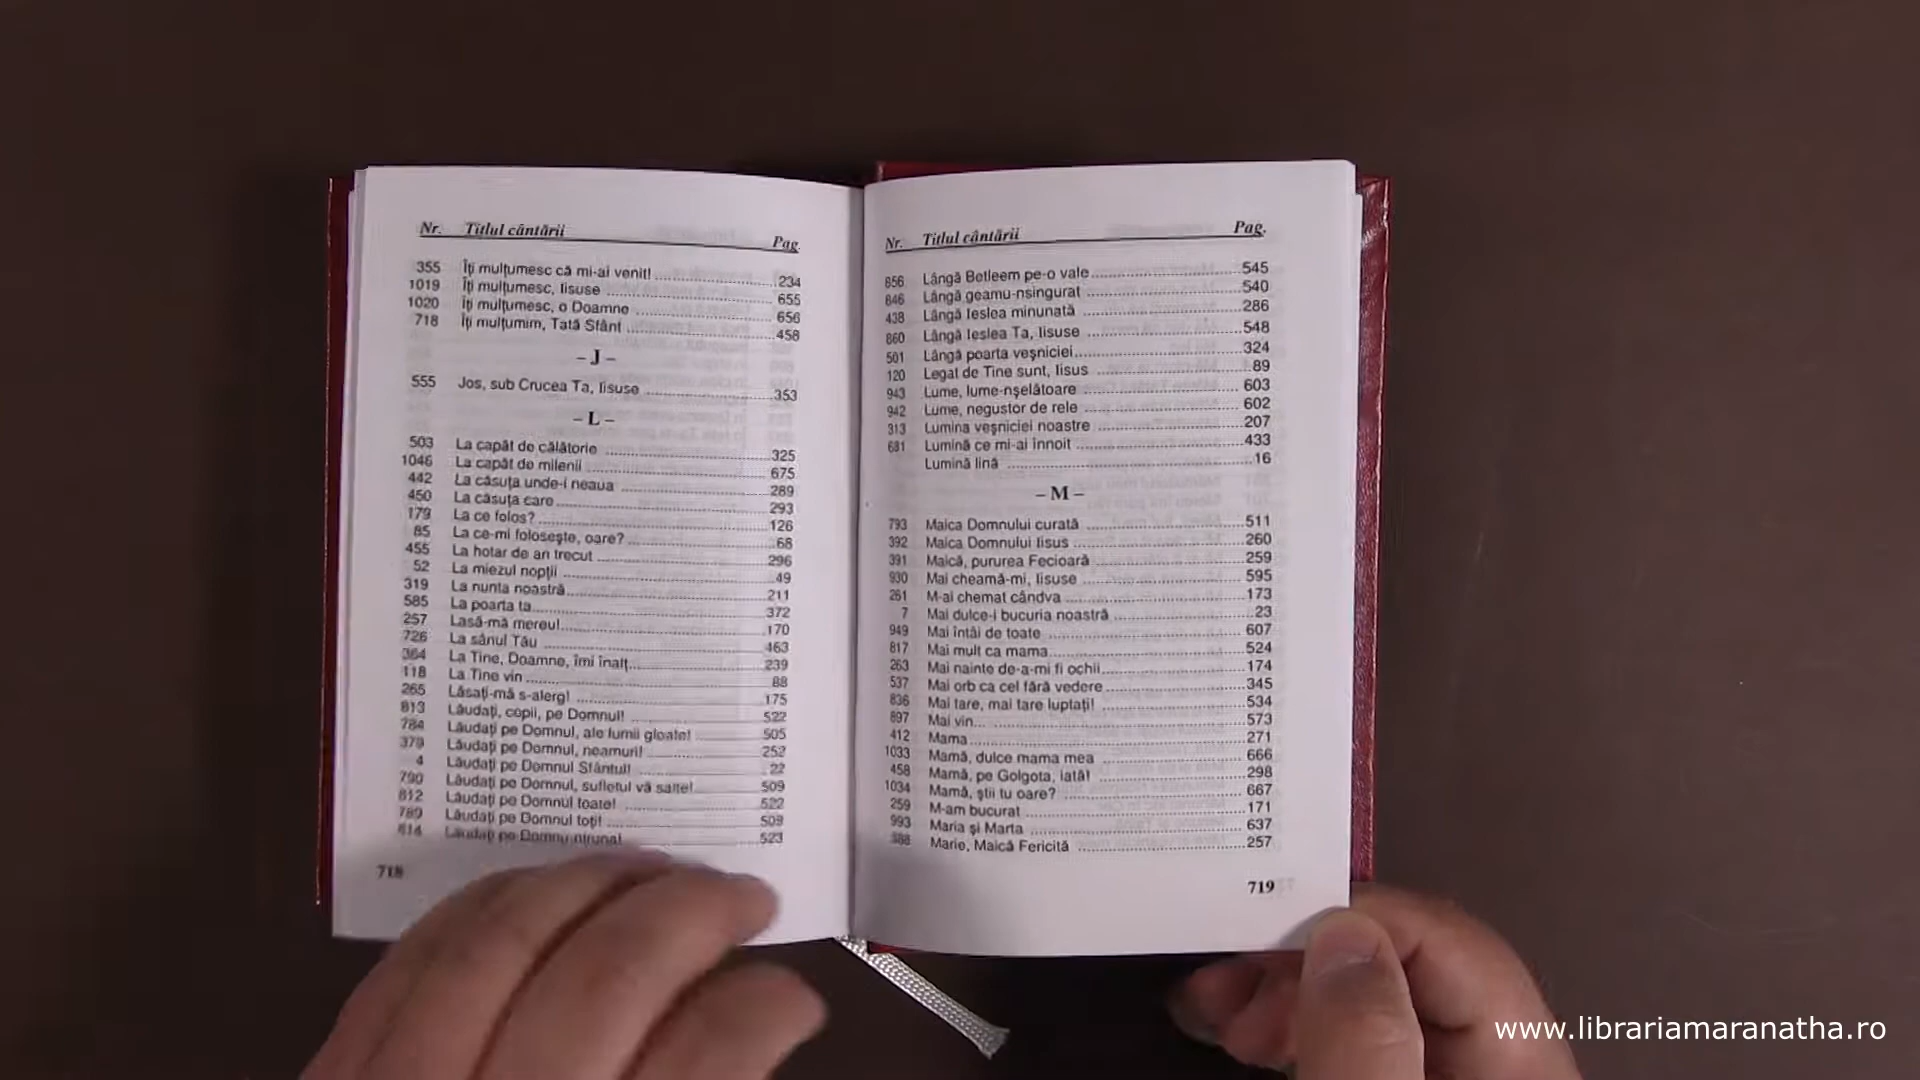 Nr. Titlul cântării Pag.
355 Îți mulțumesc că mi-ai venit! 234
1019 Îți mulțumesc, Iisuse 655
1020 Îți mulțumesc, o Doamne 656
718 Îți mulțumim, Tată Sfânt 458
– J –
555 Jos, sub Crucea Ta, Iisuse 353
– L –
503 La capăt de călătorie 325
1046 La capăt de milenii 675
442 La căsuța unde-i neaua 289
450 La căsuța care 293
179 La ce folos? 126
85 La ce-mi folosește, oare? 68
455 La hotar de an trecut 296
52 La miezul nopții 49
319 La nunta noastră 211
585 La poarta ta 372
257 Lasă-mă mereu! 170
726 La sânul Tău 463
364 La Tine, Doamne, îmi înalț... 239
118 La Tine vin 88
265 Lăsați-mă s-alerg! 175
813 Lăudați, copii, pe Domnul! 522
784 Lăudați pe Domnul, ale lumii gloate! 505
379 Lăudați pe Domnul, neamuri! 252
4 Lăudați pe Domnul Sfântul! 22
790 Lăudați pe Domnul, sufletul vă salte! 509
812 Lăudați pe Domnul toate! 522
789 Lăudați pe Domnul toți! 509
814 Lăudați pe Domnu-ntruna! 523
718
Nr. Titlul cântării Pag.
856 Lângă Betleem pe-o vale 545
846 Lângă geamu-nsingurat 540
438 Lângă ieslea minunată 286
860 Lângă ieslea Ta, Iisuse 548
501 Lângă poarta veșniciei 324
120 Legat de Tine sunt, Iisus 89
943 Lume, lume-nșelătoare 603
942 Lume, negustor de rele 602
313 Lumina veșniciei noastre 207
681 Lumină ce mi-ai înnoit 433
Lumină lină 16
– M –
793 Maica Domnului curată 511
392 Maica Domnului Iisus 260
391 Maică, pururea Fecioară 259
930 Mai cheamă-mi, Iisuse 595
261 M-ai chemat cândva 173
7 Mai dulce-i bucuria noastră 23
949 Mai întâi de toate 607
817 Mai mult ca mama 524
263 Mai nainte de-a-mi fi ochii 174
537 Mai orb ca cel fără vedere 345
836 Mai tare, mai tare luptați! 534
897 Mai vin... 573
412 Mama 271
1033 Mamă, dulce mama mea 666
458 Mamă, pe Golgota, iată! 298
1034 Mamă, știi tu oare? 667
259 M-am bucurat 171
993 Maria și Marta 637
388 Marie, Maică Fericită 257
719
www.librariamaranatha.ro